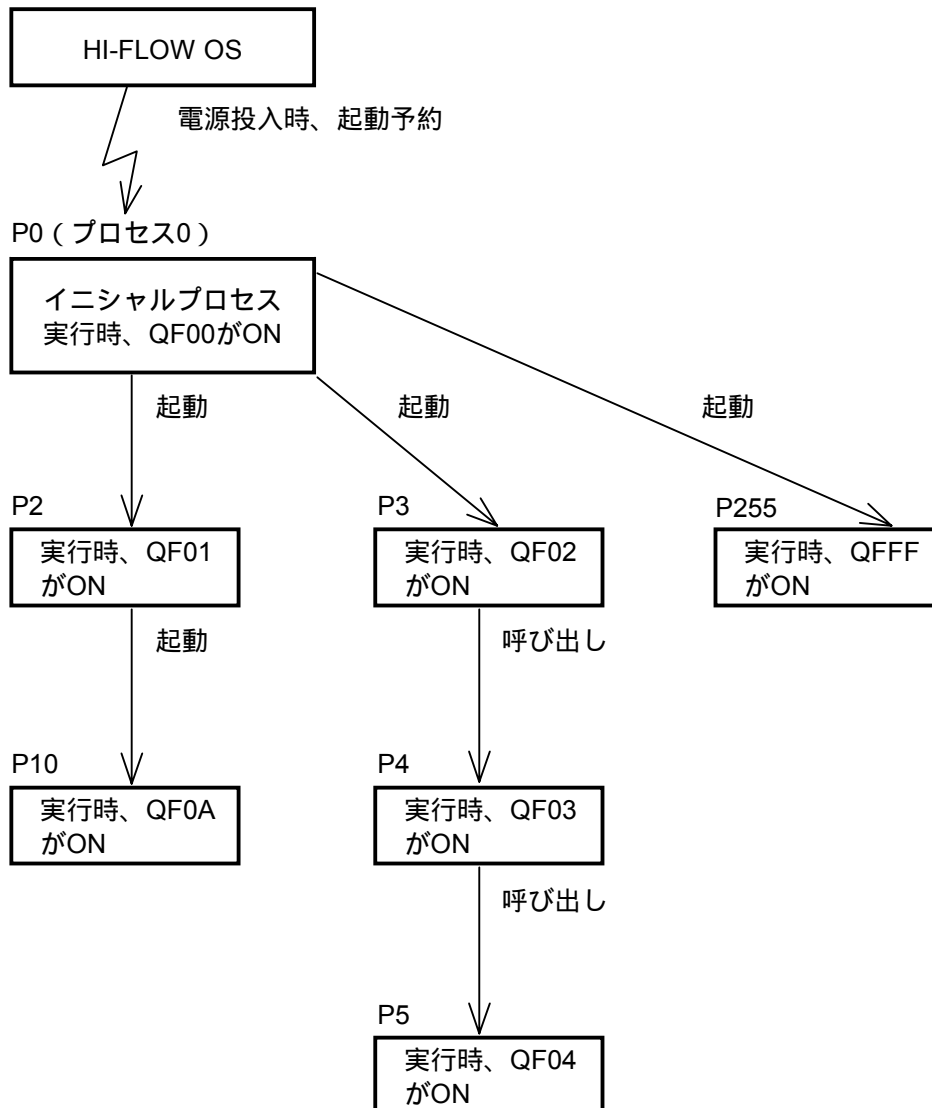 HI-FLOW OS
電源投入時、起動予約
P0（プロセス0）
イニシャルプロセス
実行時、QF00がON
起動
起動
起動
P2
P3
P255
実行時、QF01
がON
実行時、QF02
がON
実行時、QFFF
がON
起動
呼び出し
P10
P4
実行時、QF0A
がON
実行時、QF03
がON
呼び出し
P5
実行時、QF04
がON